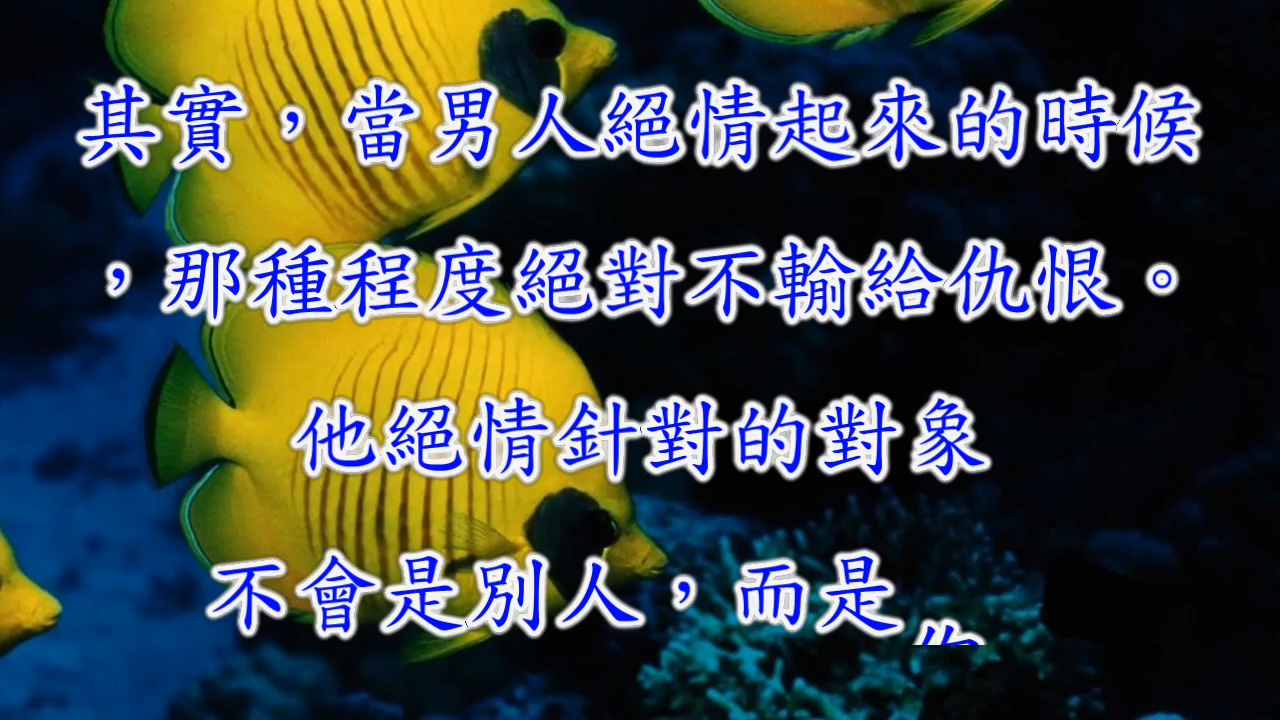 其實，當男人絕情起來的時候
，那種程度絕對不輸給仇恨。
他絕情針對的對象
不會是別人，而是